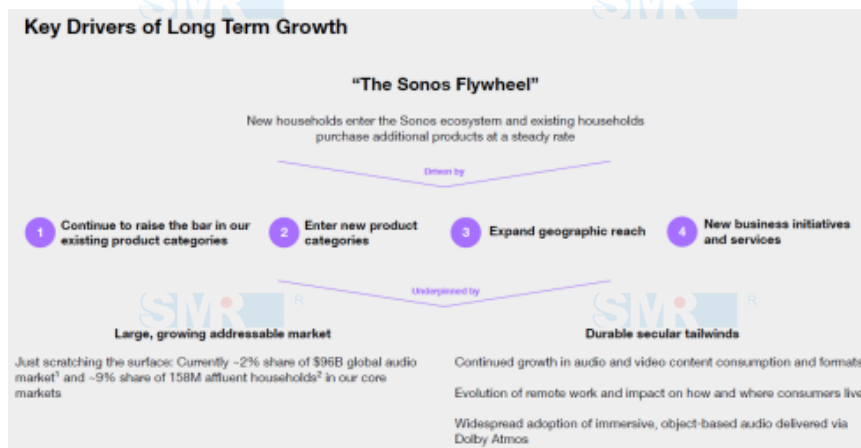 SMR
SMR
Key Drivers of Long Term Growth
“The Sonos Flywheel”
New households enter the Sonos ecosystem and existing households
purchase additional products at a steady rate
Driven by
1 Continue to raise the bar in our
existing product categories
2 Enter new product
categories
3 Expand geographic reach
4 New business initiatives
and services
Underpinned by
SMR ®
SMR ®
Large, growing addressable market
Just scratching the surface: Currently ~2% share of $96B global audio
market¹ and ~9% share of 158M affluent households² in our core
markets
Durable secular tailwinds
Continued growth in audio and video content consumption and formats
Evolution of remote work and impact on how and where consumers live
Widespread adoption of immersive, object-based audio delivered via
Dolby Atmos